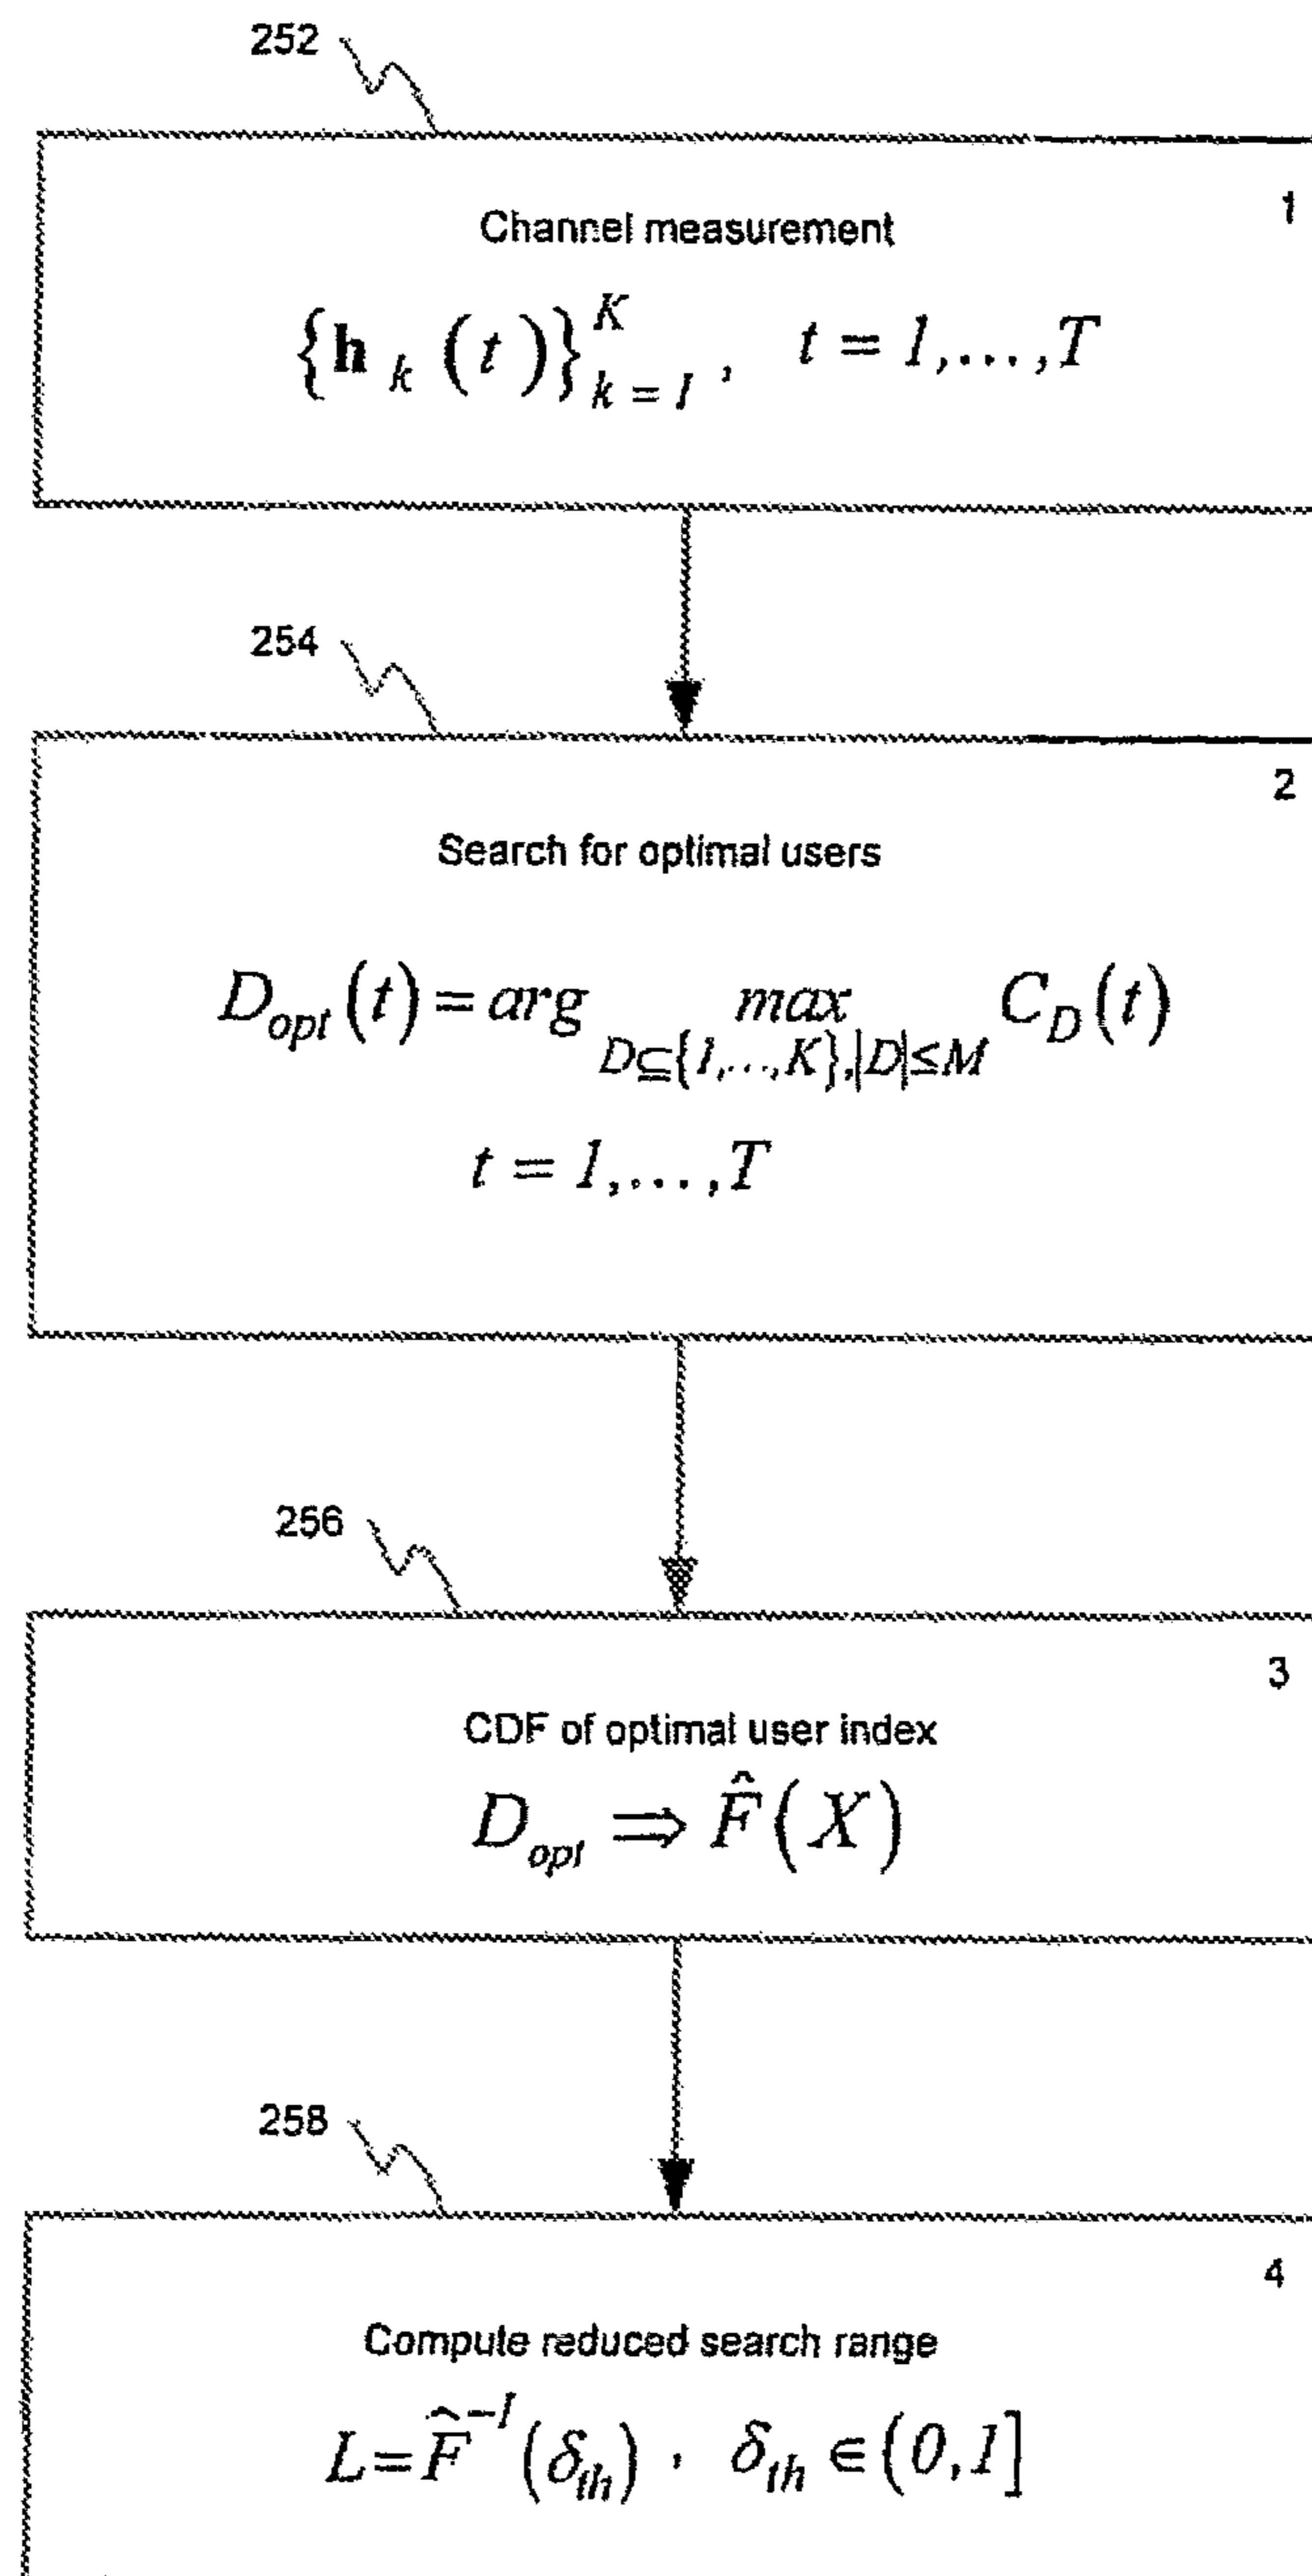 252
1
Channel measurement
{h_k (t)}_{k = 1}^K , t = 1,...,T
254
2
Search for optimal users
D_opt (t) = arg max_{D⊆{1,...,K},|D|≤M} C_D (t)
t = 1,...,T
256
3
CDF of optimal user index
D_opt ⇒ F̂ (X)
258
4
Compute reduced search range
L = F̂^{-1} (δ_th) , δ_th ∈ (0,1]